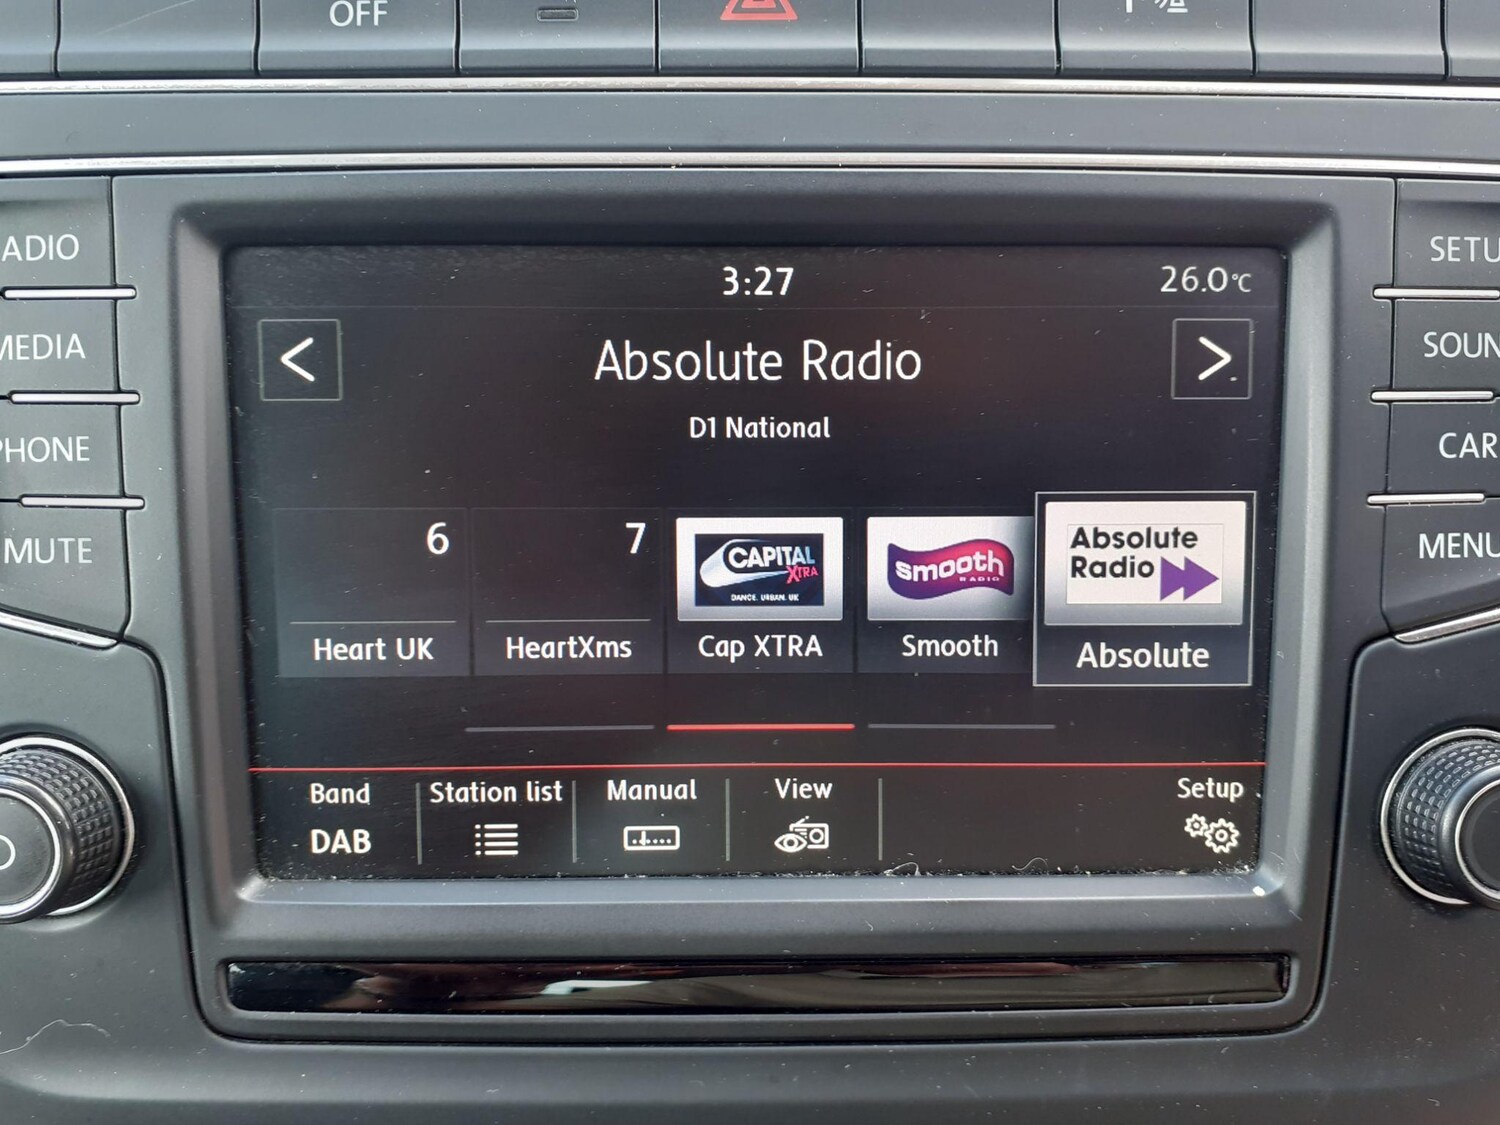 OFF
3:27
26.0°C
<
Absolute Radio
>
D1 National
6
7
CAPITAL
XTRA
DANCE. URBAN. UK
smooth
RADIO
Absolute
Radio
Heart UK
HeartXms
Cap XTRA
Smooth
Absolute
Band
Station list
Manual
View
Setup
DAB
ADIO
MEDIA
PHONE
MUTE
SETU
SOUN
CAR
MENU